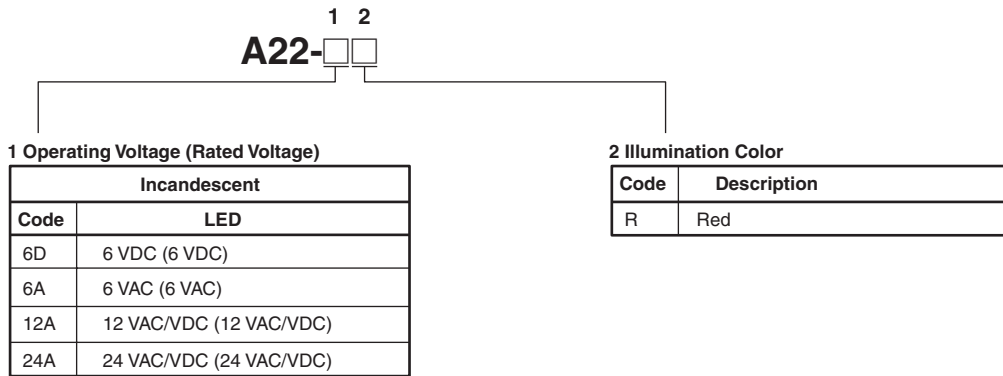 1 2
A22-□□
1 Operating Voltage (Rated Voltage)
Incandescent
Code LED
6D 6 VDC (6 VDC)
6A 6 VAC (6 VAC)
12A 12 VAC/VDC (12 VAC/VDC)
24A 24 VAC/VDC (24 VAC/VDC)
2 Illumination Color
Code Description
R Red